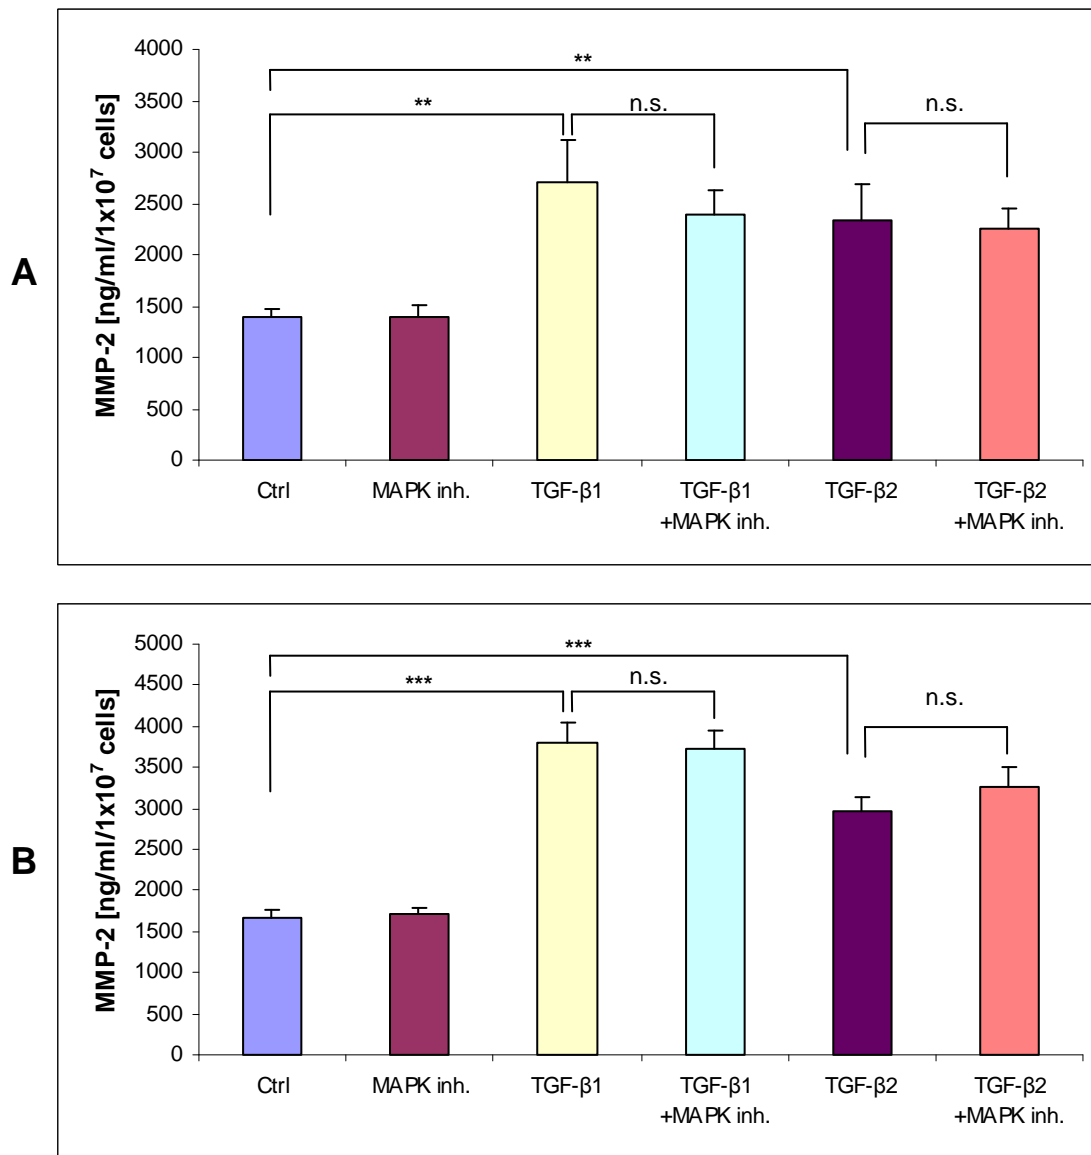 A
MMP-2 [ng/ml/1x10⁷ cells]
4000
3500
3000
2500
2000
1500
1000
500
0
**
**
n.s.
n.s.
Ctrl
MAPK inh.
TGF-β1
TGF-β1
+MAPK inh.
TGF-β2
TGF-β2
+MAPK inh.
B
MMP-2 [ng/ml/1x10⁷ cells]
5000
4500
4000
3500
3000
2500
2000
1500
1000
500
0
***
***
n.s.
n.s.
Ctrl
MAPK inh.
TGF-β1
TGF-β1
+MAPK inh.
TGF-β2
TGF-β2
+MAPK inh.